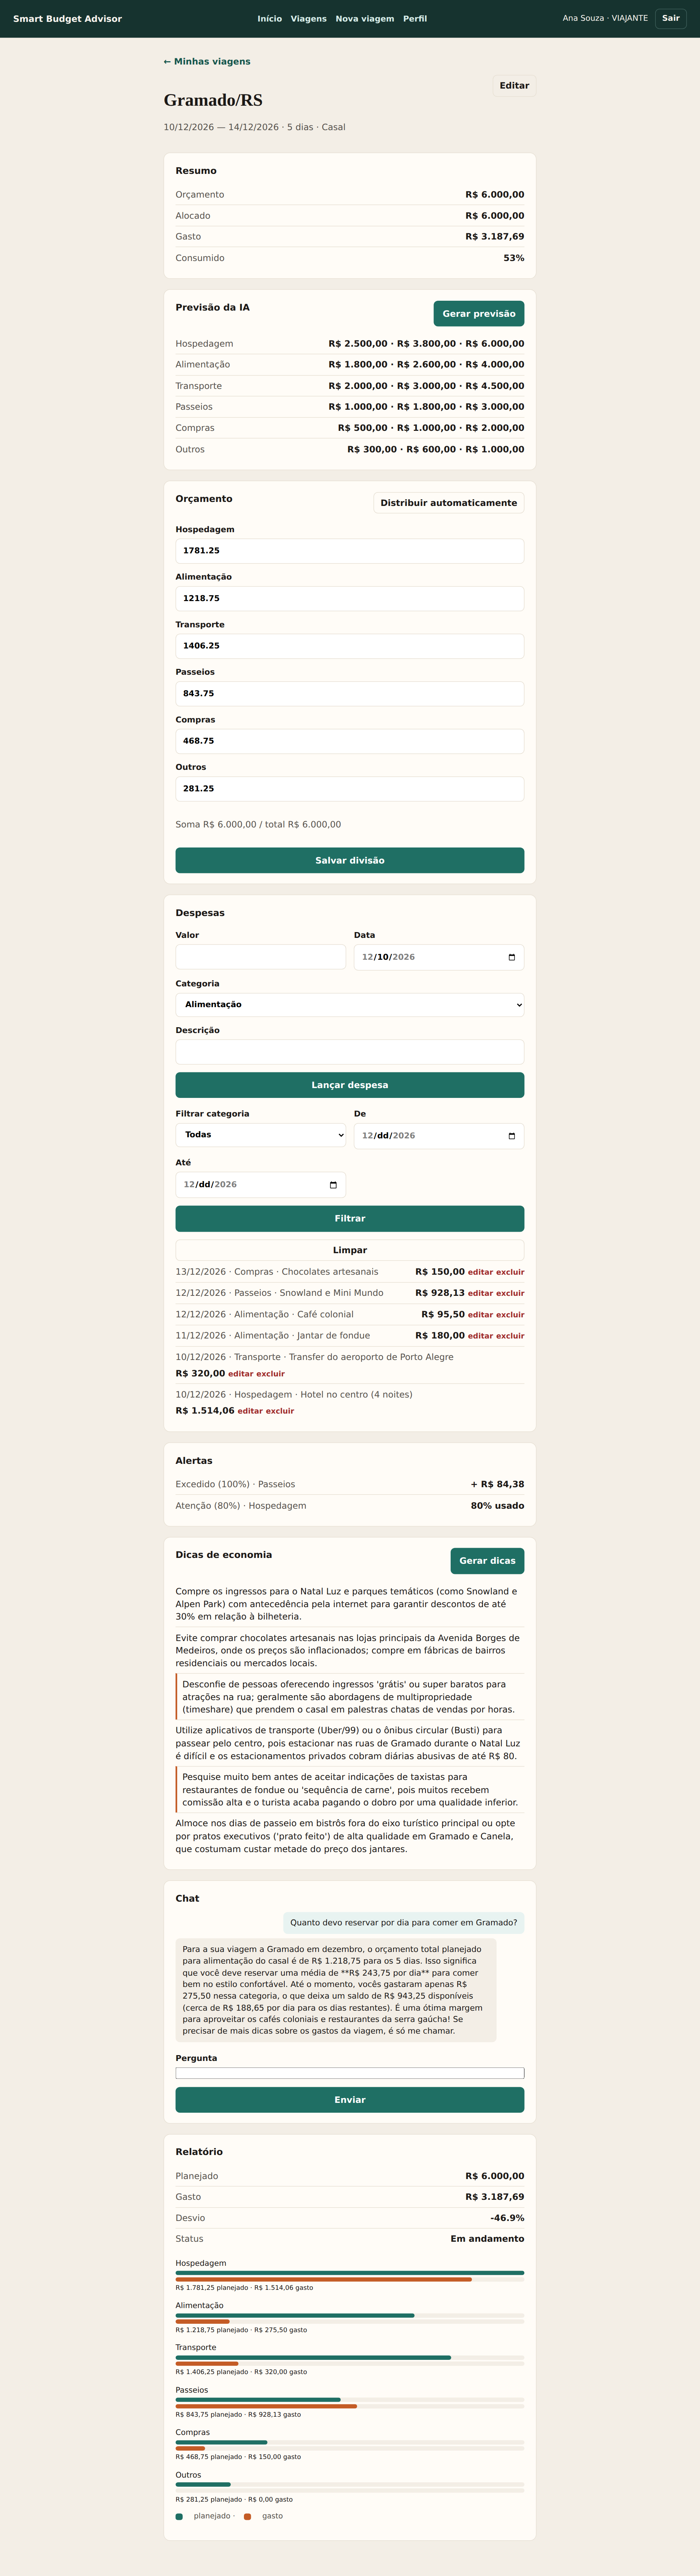 Smart Budget Advisor
Início Viagens Nova viagem Perfil
Ana Souza · VIAJANTE Sair
← Minhas viagens
Gramado/RS
Editar
10/12/2026 — 14/12/2026 · 5 dias · Casal
Resumo
Orçamento R$ 6.000,00
Alocado R$ 6.000,00
Gasto R$ 3.187,69
Consumido 53%
Previsão da IA
Gerar previsão
Hospedagem R$ 2.500,00 · R$ 3.800,00 · R$ 6.000,00
Alimentação R$ 1.800,00 · R$ 2.600,00 · R$ 4.000,00
Transporte R$ 2.000,00 · R$ 3.000,00 · R$ 4.500,00
Passeios R$ 1.000,00 · R$ 1.800,00 · R$ 3.000,00
Compras R$ 500,00 · R$ 1.000,00 · R$ 2.000,00
Outros R$ 300,00 · R$ 600,00 · R$ 1.000,00
Orçamento
Distribuir automaticamente
Hospedagem
1781.25
Alimentação
1218.75
Transporte
1406.25
Passeios
843.75
Compras
468.75
Outros
281.25
Soma R$ 6.000,00 / total R$ 6.000,00
Salvar divisão
Despesas
Valor Data
12/10/2026
Categoria
Alimentação
Descrição
Lançar despesa
Filtrar categoria De
Todas 12/dd/2026
Até
12/dd/2026
Filtrar
Limpar
13/12/2026 · Compras · Chocolates artesanais R$ 150,00 editar excluir
12/12/2026 · Passeios · Snowland e Mini Mundo R$ 928,13 editar excluir
12/12/2026 · Alimentação · Café colonial R$ 95,50 editar excluir
11/12/2026 · Alimentação · Jantar de fondue R$ 180,00 editar excluir
10/12/2026 · Transporte · Transfer do aeroporto de Porto Alegre
R$ 320,00 editar excluir
10/12/2026 · Hospedagem · Hotel no centro (4 noites)
R$ 1.514,06 editar excluir
Alertas
Excedido (100%) · Passeios + R$ 84,38
Atenção (80%) · Hospedagem 80% usado
Dicas de economia
Gerar dicas
Compre os ingressos para o Natal Luz e parques temáticos (como Snowland e
Alpen Park) com antecedência pela internet para garantir descontos de até
30% em relação à bilheteria.
Evite comprar chocolates artesanais nas lojas principais da Avenida Borges de
Medeiros, onde os preços são inflacionados; compre em fábricas de bairros
residenciais ou mercados locais.
Desconfie de pessoas oferecendo ingressos 'grátis' ou super baratos para
atrações na rua; geralmente são abordagens de multipropriedade
(timeshare) que prendem o casal em palestras chatas de vendas por horas.
Utilize aplicativos de transporte (Uber/99) ou o ônibus circular (Busti) para
passear pelo centro, pois estacionar nas ruas de Gramado durante o Natal Luz
é difícil e os estacionamentos privados cobram diárias abusivas de até R$ 80.
Pesquise muito bem antes de aceitar indicações de taxistas para
restaurantes de fondue ou 'sequência de carne', pois muitos recebem
comissão alta e o turista acaba pagando o dobro por uma qualidade inferior.
Almoce nos dias de passeio em bistrôs fora do eixo turístico principal ou opte
por pratos executivos ('prato feito') de alta qualidade em Gramado e Canela,
que costumam custar metade do preço dos jantares.
Chat
Quanto devo reservar por dia para comer em Gramado?
Para a sua viagem a Gramado em dezembro, o orçamento total planejado
para alimentação do casal é de R$ 1.218,75 para os 5 dias. Isso significa
que você deve reservar uma média de **R$ 243,75 por dia** para comer
bem no estilo confortável. Até o momento, vocês gastaram apenas R$
275,50 nessa categoria, o que deixa um saldo de R$ 943,25 disponíveis
(cerca de R$ 188,65 por dia para os dias restantes). É uma ótima margem
para aproveitar os cafés coloniais e restaurantes da serra gaúcha! Se
precisar de mais dicas sobre os gastos da viagem, é só me chamar.
Pergunta
Enviar
Relatório
Planejado R$ 6.000,00
Gasto R$ 3.187,69
Desvio -46.9%
Status Em andamento
Hospedagem
R$ 1.781,25 planejado · R$ 1.514,06 gasto
Alimentação
R$ 1.218,75 planejado · R$ 275,50 gasto
Transporte
R$ 1.406,25 planejado · R$ 320,00 gasto
Passeios
R$ 843,75 planejado · R$ 928,13 gasto
Compras
R$ 468,75 planejado · R$ 150,00 gasto
Outros
R$ 281,25 planejado · R$ 0,00 gasto
planejado · gasto